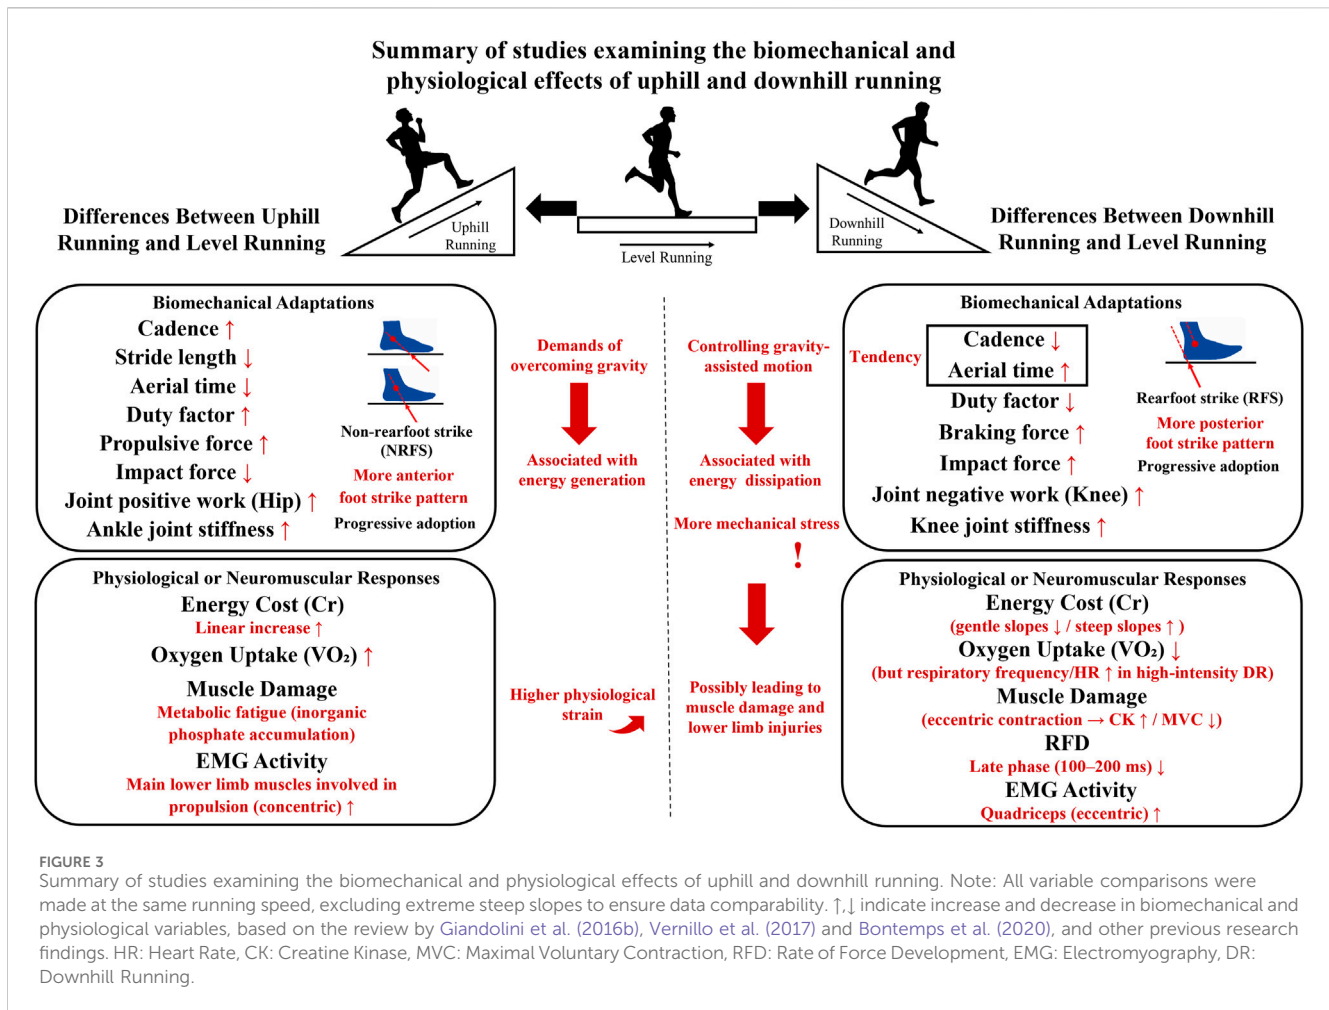 Summary of studies examining the biomechanical and
physiological effects of uphill and downhill running
Differences Between Uphill
Running and Level Running
Uphill
Running
Level Running
Downhill
Running
Differences Between Downhill
Running and Level Running
Biomechanical Adaptations
Cadence ↑
Stride length ↓
Aerial time ↓
Duty factor ↑
Propulsive force ↑
Impact force ↓
Joint positive work (Hip) ↑
Ankle joint stiffness ↑
Non-rearfoot strike
(NRFS)
More anterior
foot strike pattern
Progressive adoption
Demands of
overcoming gravity
Associated with
energy generation
Controlling gravity-
assisted motion
Associated with
energy dissipation
More mechanical stress
!
Biomechanical Adaptations
Tendency
Cadence ↓
Aerial time ↑
Duty factor ↓
Braking force ↑
Impact force ↑
Joint negative work (Knee) ↑
Knee joint stiffness ↑
Rearfoot strike (RFS)
More posterior
foot strike pattern
Progressive adoption
Physiological or Neuromuscular Responses
Energy Cost (Cr)
Linear increase ↑
Oxygen Uptake (VO₂) ↑
Muscle Damage
Metabolic fatigue (inorganic
phosphate accumulation)
EMG Activity
Main lower limb muscles involved in
propulsion (concentric) ↑
Higher physiological
strain
Possibly leading to
muscle damage and
lower limb injuries
Physiological or Neuromuscular Responses
Energy Cost (Cr)
(gentle slopes ↓ / steep slopes ↑ )
Oxygen Uptake (VO₂) ↓
(but respiratory frequency/HR ↑ in high-intensity DR)
Muscle Damage
(eccentric contraction → CK ↑ / MVC ↓)
RFD
Late phase (100–200 ms) ↓
EMG Activity
Quadriceps (eccentric) ↑
FIGURE 3
Summary of studies examining the biomechanical and physiological effects of uphill and downhill running. Note: All variable comparisons were
made at the same running speed, excluding extreme steep slopes to ensure data comparability. ↑,↓ indicate increase and decrease in biomechanical and
physiological variables, based on the review by Giandolini et al. (2016b), Vernillo et al. (2017) and Bontemps et al. (2020), and other previous research
findings. HR: Heart Rate, CK: Creatine Kinase, MVC: Maximal Voluntary Contraction, RFD: Rate of Force Development, EMG: Electromyography, DR:
Downhill Running.